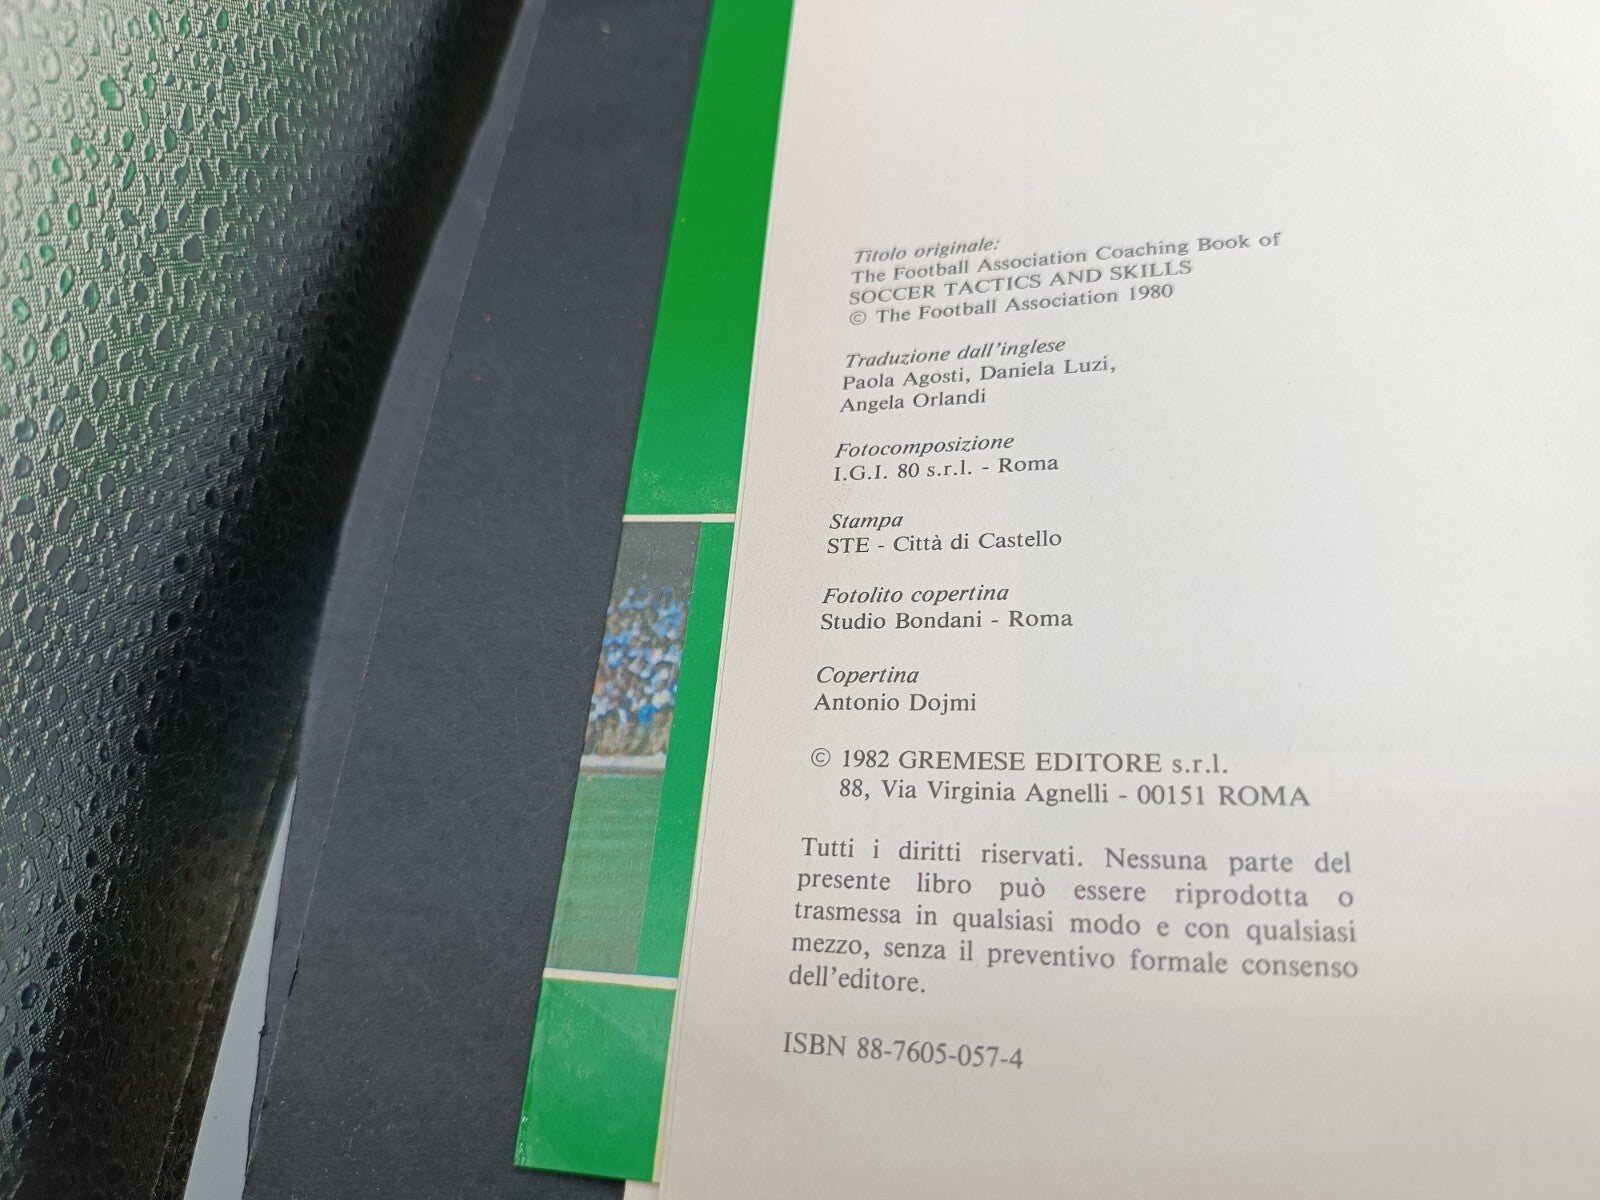 Titolo originale:
The Football Association Coaching Book of
SOCCER TACTICS AND SKILLS
© The Football Association 1980
Traduzione dall'inglese
Paola Agosti, Daniela Luzi,
Angela Orlandi
Fotocomposizione
I.G.I. 80 s.r.l. - Roma
Stampa
STE - Città di Castello
Fotolito copertina
Studio Bondani - Roma
Copertina
Antonio Dojmi
© 1982 GREMESE EDITORE s.r.l.
88, Via Virginia Agnelli - 00151 ROMA
Tutti i diritti riservati. Nessuna parte del
presente libro può essere riprodotta o
trasmessa in qualsiasi modo e con qualsiasi
mezzo, senza il preventivo formale consenso
dell'editore.
ISBN 88-7605-057-4